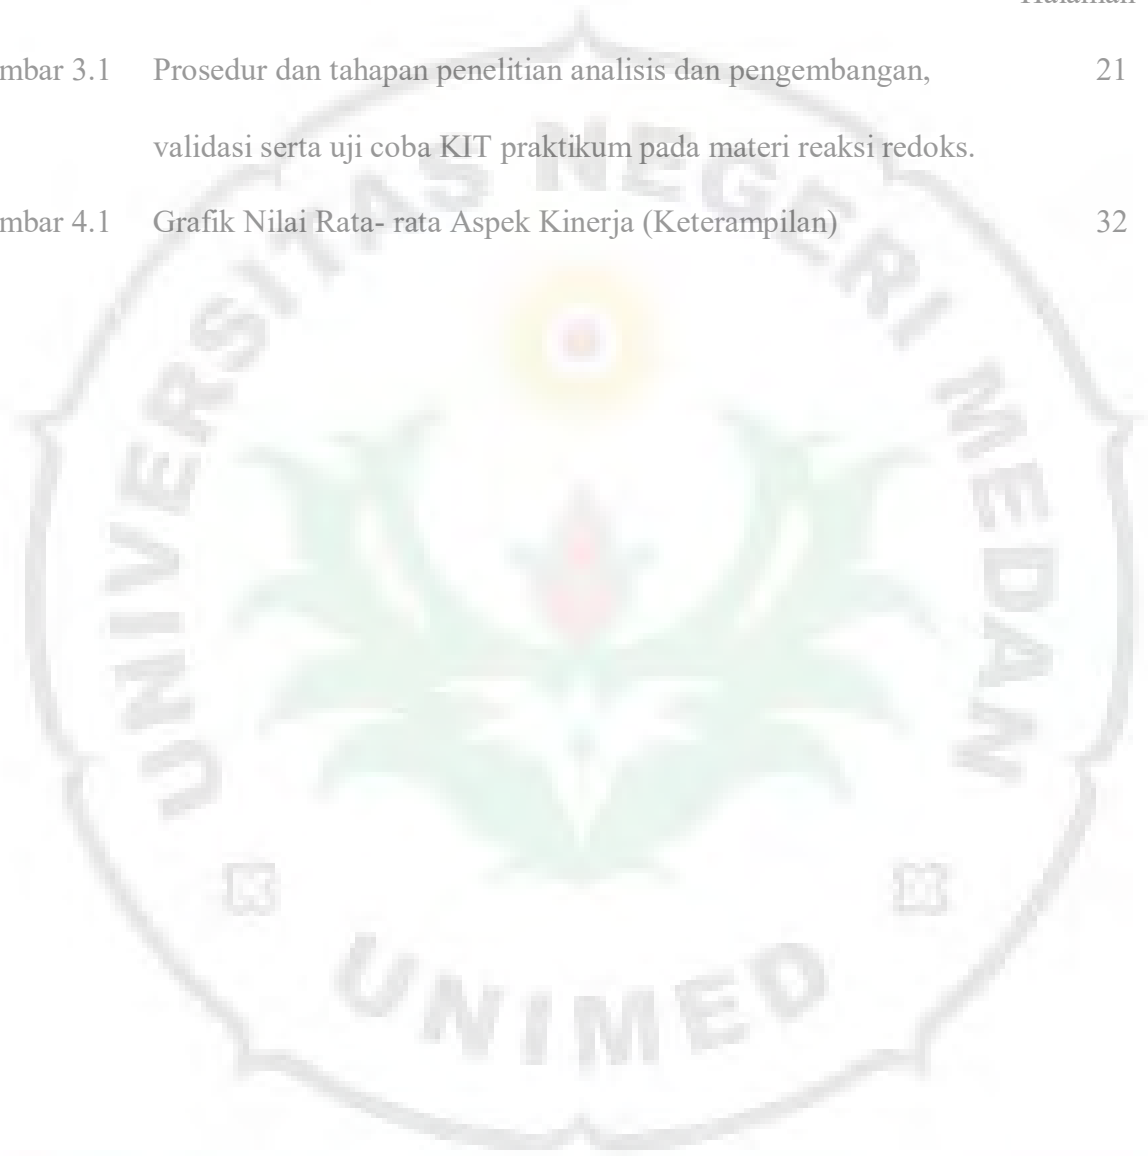 Halaman
mbar 3.1 Prosedur dan tahapan penelitian analisis dan pengembangan, 21
validasi serta uji coba KIT praktikum pada materi reaksi redoks.
mbar 4.1 Grafik Nilai Rata- rata Aspek Kinerja (Keterampilan) 32
UNIVERSITAS NEGERI MEDAN
UNIMED